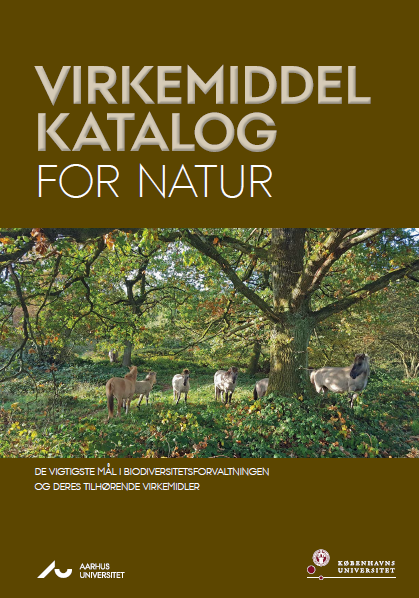 VIRKEMIDDEL
KATALOG
FOR NATUR
DE VIGTIGSTE MÅL I BIODIVERSITETSFORVALTNINGEN
OG DERES TILHØRENDE VIRKEMIDLER
AARHUS
UNIVERSITET
KØBENHAVNS
UNIVERSITET